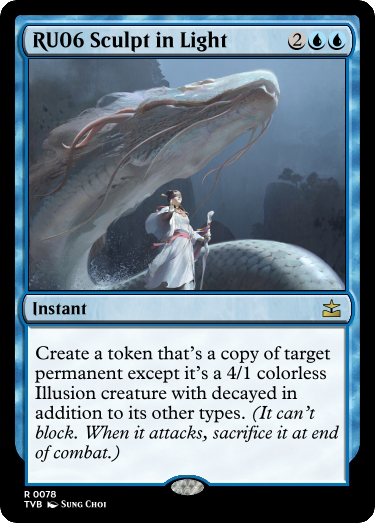 RU06 Sculpt in Light 2
Instant
Create a token that's a copy of target
permanent except it's a 4/1 colorless
Illusion creature with decayed in
addition to its other types. (It can't
block. When it attacks, sacrifice it at end
of combat.)
R 0078
TVB Sung Choi